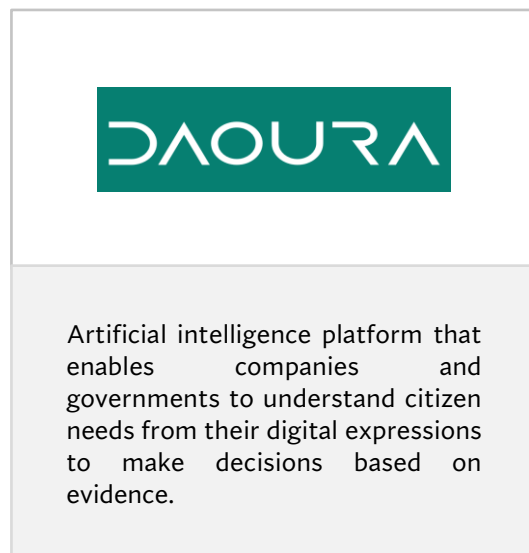 DAOURA
Artificial intelligence platform that
enables companies and
governments to understand citizen
needs from their digital expressions
to make decisions based on
evidence.